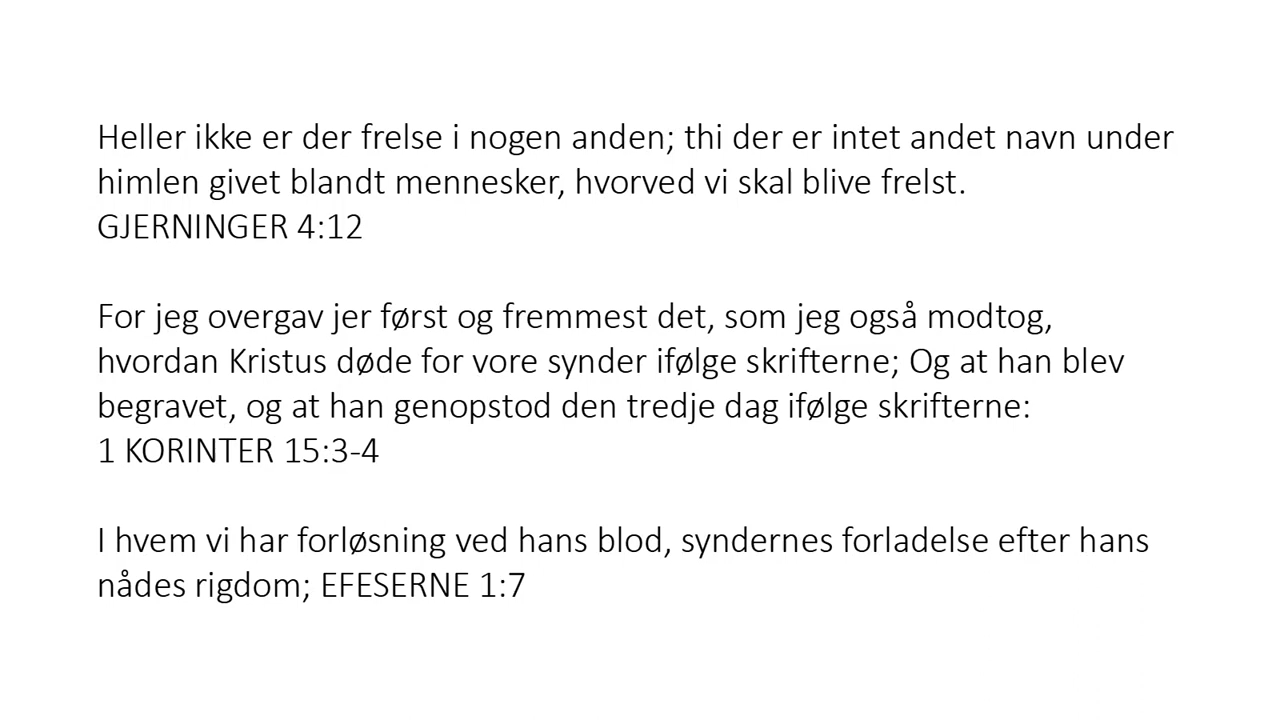 Heller ikke er der frelse i nogen anden; thi der er intet andet navn under
himlen givet blandt mennesker, hvorved vi skal blive frelst.
GJERNINGER 4:12
For jeg overgav jer først og fremmest det, som jeg også modtog,
hvordan Kristus døde for vore synder ifølge skrifterne; Og at han blev
begravet, og at han genopstod den tredje dag ifølge skrifterne:
1 KORINTER 15:3-4
I hvem vi har forløsning ved hans blod, syndernes forladelse efter hans
nådes rigdom; EFESERNE 1:7